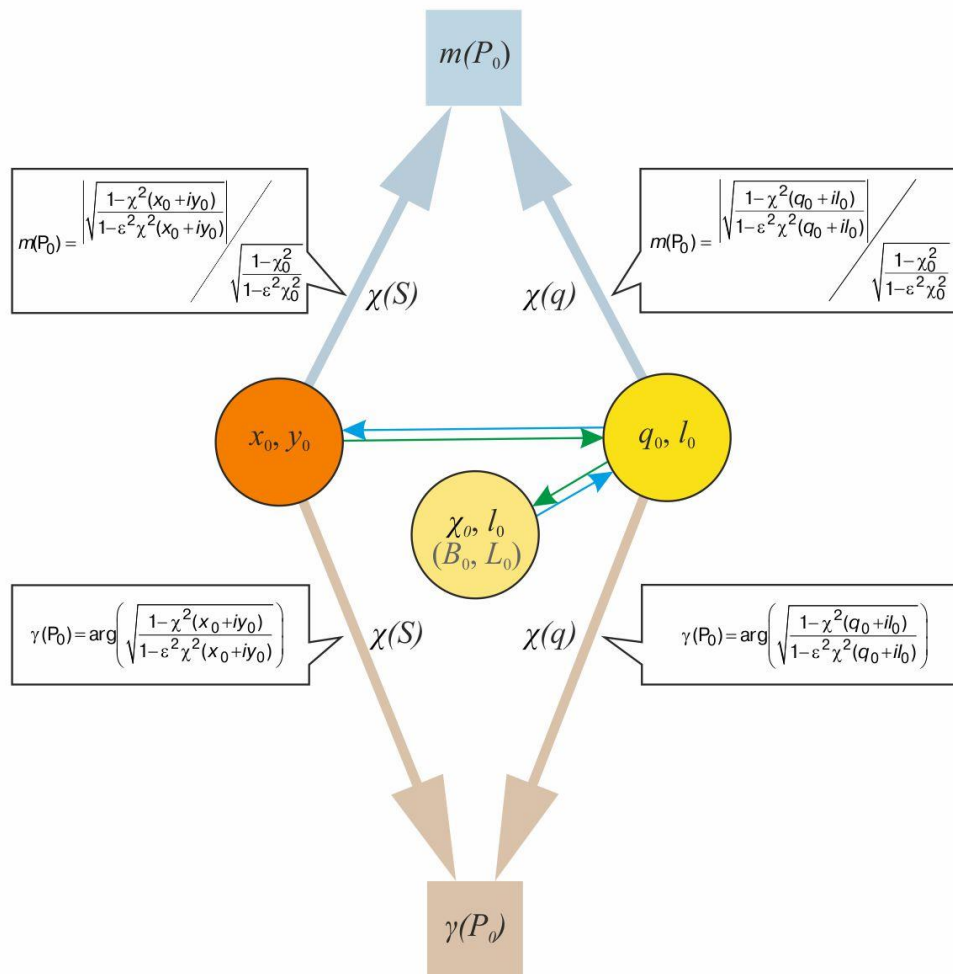 m(P₀)
m(P₀) = |√((1-χ²(x₀+iy₀))/(1-ε²χ²(x₀+iy₀)))| / √((1-χ₀²)/(1-ε²χ₀²))
m(P₀) = |√((1-χ²(q₀+il₀))/(1-ε²χ²(q₀+il₀)))| / √((1-χ₀²)/(1-ε²χ₀²))
χ(S)
χ(q)
x₀, y₀
q₀, l₀
χ₀, l₀
(B₀, L₀)
γ(P₀) = arg(√((1-χ²(x₀+iy₀))/(1-ε²χ²(x₀+iy₀))))
χ(S)
χ(q)
γ(P₀) = arg(√((1-χ²(q₀+il₀))/(1-ε²χ²(q₀+il₀))))
γ(P₀)